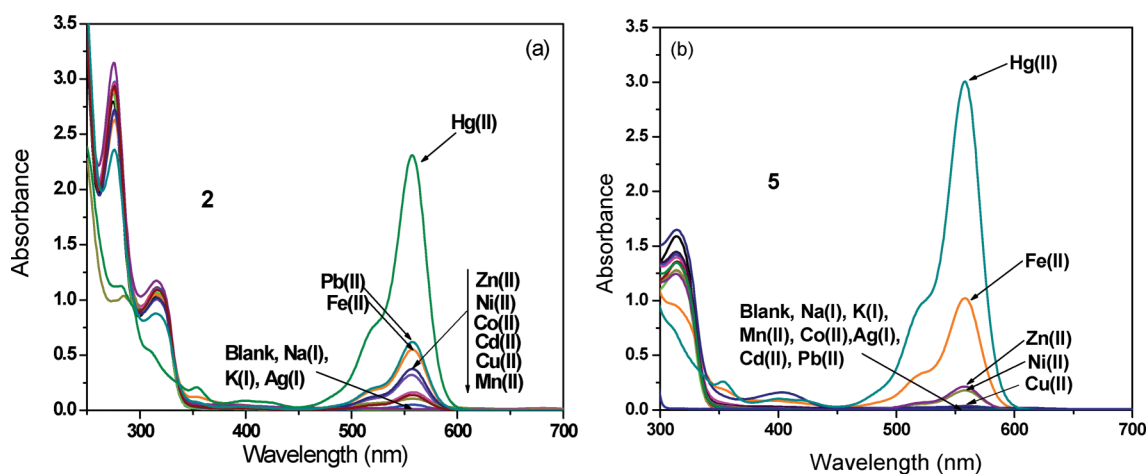 (a)
3.5
3.0
2.5
2.0
1.5
1.0
0.5
0.0
Absorbance
Hg(II)
2
Pb(II)
Fe(II)
Zn(II)
Ni(II)
Co(II)
Cd(II)
Cu(II)
Mn(II)
Blank, Na(I),
K(I), Ag(I)
300 400 500 600 700
Wavelength (nm)
(b)
3.5
3.0
2.5
2.0
1.5
1.0
0.5
0.0
Absorbance
Hg(II)
5
Fe(II)
Blank, Na(I), K(I),
Mn(II), Co(II),Ag(I),
Cd(II), Pb(II)
Zn(II)
Ni(II)
Cu(II)
300 400 500 600 700
Wavelength (nm)